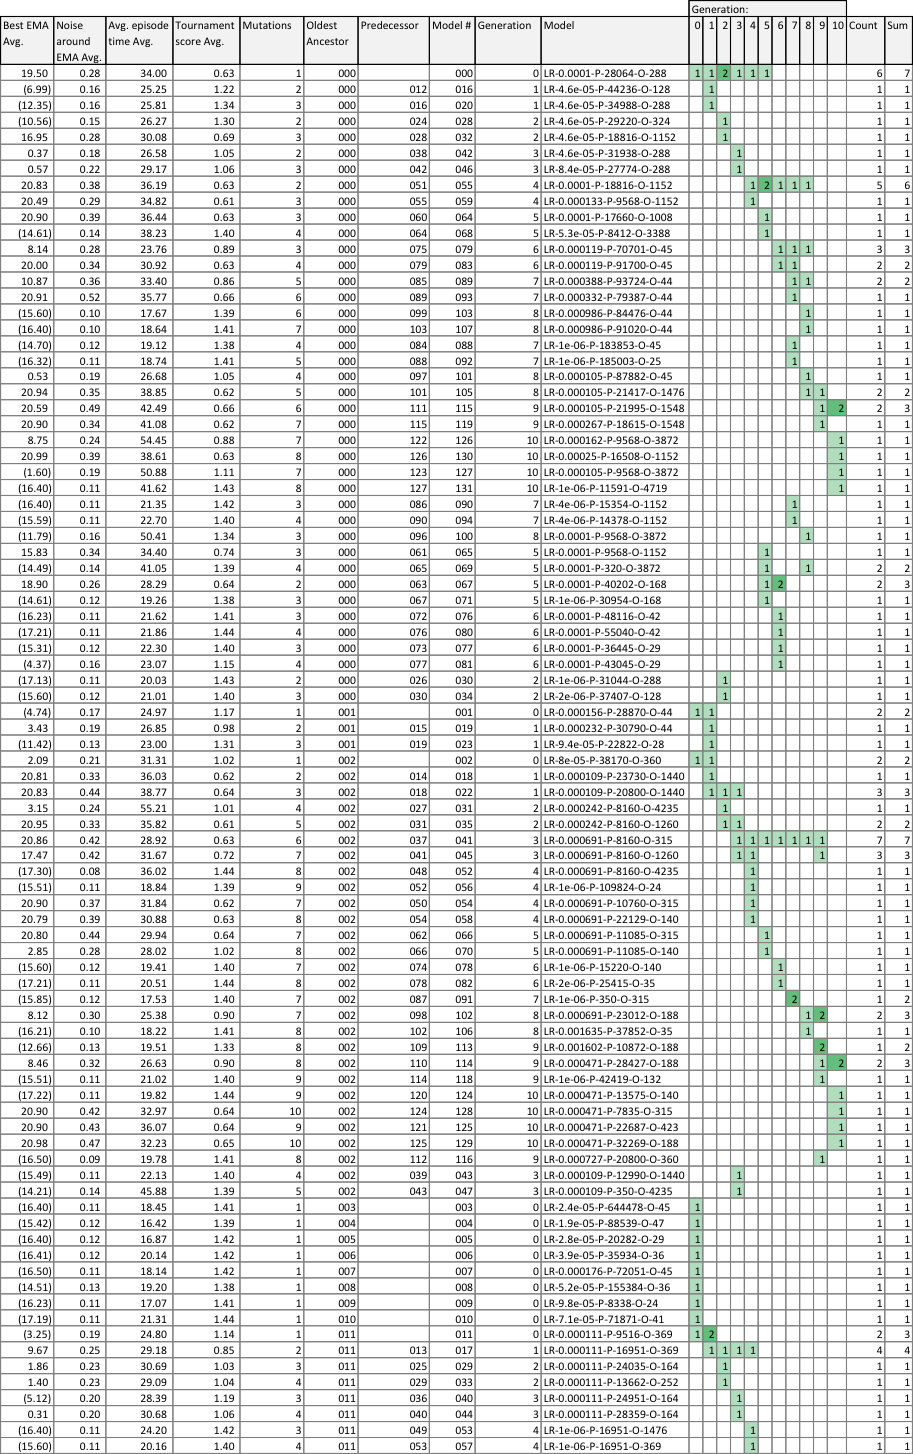 Generation:
Best EMA Avg. Noise around EMA Avg. Avg. episode time Avg. Tournament score Avg. Mutations Oldest Ancestor Predecessor Model # Generation Model 0 1 2 3 4 5 6 7 8 9 10 Count Sum
19.50 0.28 34.00 0.63 1 000 000 0 LR-0.0001-P-28064-O-288 1 1 2 1 1 1 6 7
(6.99) 0.16 25.25 1.22 2 000 012 016 1 LR-4.6e-05-P-44236-O-128 1 1 1
(12.35) 0.16 25.81 1.34 3 000 016 020 1 LR-4.6e-05-P-34988-O-288 1 1 1
(10.56) 0.15 26.27 1.30 2 000 024 028 2 LR-4.6e-05-P-29220-O-324 1 1 1
16.95 0.28 30.08 0.69 3 000 028 032 2 LR-4.6e-05-P-18816-O-1152 1 1 1
0.37 0.18 26.58 1.05 2 000 038 042 3 LR-4.6e-05-P-31938-O-288 1 1 1
0.57 0.22 29.17 1.06 3 000 042 046 3 LR-8.4e-05-P-27774-O-288 1 1 1
20.83 0.38 36.19 0.63 2 000 051 055 4 LR-0.0001-P-18816-O-1152 1 2 1 1 1 5 6
20.49 0.29 34.82 0.61 3 000 055 059 4 LR-0.000133-P-9568-O-1152 1 1 1
20.90 0.39 36.44 0.63 3 000 060 064 5 LR-0.0001-P-17660-O-1008 1 1 1
(14.61) 0.14 38.23 1.40 4 000 064 068 5 LR-5.3e-05-P-8412-O-3388 1 1 1
8.14 0.28 23.76 0.89 3 000 075 079 6 LR-0.000119-P-70701-O-45 1 1 1 3 3
20.00 0.34 30.92 0.63 4 000 079 083 6 LR-0.000119-P-91700-O-45 1 1 2 2
10.87 0.36 33.40 0.86 5 000 085 089 7 LR-0.000388-P-93724-O-44 1 1 2 2
20.91 0.52 35.77 0.66 6 000 089 093 7 LR-0.000332-P-79387-O-44 1 1 1
(15.60) 0.10 17.67 1.39 6 000 099 103 8 LR-0.000986-P-84476-O-44 1 1 1
(16.40) 0.10 18.64 1.41 7 000 103 107 8 LR-0.000986-P-91020-O-44 1 1 1
(14.70) 0.12 19.12 1.38 4 000 084 088 7 LR-1e-06-P-183853-O-45 1 1 1
(16.32) 0.11 18.74 1.41 5 000 088 092 7 LR-1e-06-P-185003-O-25 1 1 1
0.53 0.19 26.68 1.05 4 000 097 101 8 LR-0.000105-P-87882-O-45 1 1 1
20.94 0.35 38.85 0.62 5 000 101 105 8 LR-0.000105-P-21417-O-1476 1 1 2 2
20.59 0.49 42.49 0.66 6 000 111 115 9 LR-0.000105-P-21995-O-1548 1 2 2 3
20.90 0.34 41.08 0.62 7 000 115 119 9 LR-0.000267-P-18615-O-1548 1 1 1
8.75 0.24 54.45 0.88 7 000 122 126 10 LR-0.000162-P-9568-O-3872 1 1 1
20.99 0.39 38.61 0.63 8 000 126 130 10 LR-0.00025-P-16508-O-1152 1 1 1
(1.60) 0.19 50.88 1.11 7 000 123 127 10 LR-0.000105-P-9568-O-3872 1 1 1
(16.40) 0.11 41.62 1.43 8 000 127 131 10 LR-1e-06-P-11591-O-4719 1 1 1
(16.40) 0.11 21.35 1.42 3 000 086 090 7 LR-4e-06-P-15354-O-1152 1 1 1
(15.59) 0.11 22.70 1.40 4 000 090 094 7 LR-4e-06-P-14378-O-1152 1 1 1
(11.79) 0.16 50.41 1.34 3 000 096 100 8 LR-0.0001-P-9568-O-3872 1 1 1
15.83 0.34 34.40 0.74 3 000 061 065 5 LR-0.0001-P-9568-O-1152 1 1 1
(14.49) 0.14 41.05 1.39 4 000 065 069 5 LR-0.0001-P-320-O-3872 1 1 2 2
18.90 0.26 28.29 0.64 2 000 063 067 5 LR-0.0001-P-40202-O-168 1 2 2 3
(14.61) 0.12 19.26 1.38 3 000 067 071 5 LR-1e-06-P-30954-O-168 1 1 1
(16.23) 0.11 21.62 1.41 3 000 072 076 6 LR-0.0001-P-48116-O-42 1 1 1
(17.21) 0.11 21.86 1.44 4 000 076 080 6 LR-0.0001-P-55040-O-42 1 1 1
(15.31) 0.12 22.30 1.40 3 000 073 077 6 LR-0.0001-P-36445-O-29 1 1 1
(4.37) 0.16 23.07 1.15 4 000 077 081 6 LR-0.0001-P-43045-O-29 1 1 1
(17.13) 0.11 20.03 1.43 2 000 026 030 2 LR-1e-06-P-31044-O-288 1 1 1
(15.60) 0.12 21.01 1.40 3 000 030 034 2 LR-2e-06-P-37407-O-128 1 1 1
(4.74) 0.17 24.97 1.17 1 001 001 0 LR-0.000156-P-28870-O-44 1 1 2 2
3.43 0.19 26.85 0.98 2 001 015 019 1 LR-0.000232-P-30790-O-44 1 1 1
(11.42) 0.13 23.00 1.31 3 001 019 023 1 LR-9.4e-05-P-22822-O-28 1 1 1
2.09 0.21 31.31 1.02 1 002 002 0 LR-8e-05-P-38170-O-360 1 1 2 2
20.81 0.33 36.03 0.62 2 002 014 018 1 LR-0.000109-P-23730-O-1440 1 1 1
20.83 0.44 38.77 0.64 3 002 018 022 1 LR-0.000109-P-20800-O-1440 1 1 1 3 3
3.15 0.24 55.21 1.01 4 002 027 031 2 LR-0.000242-P-8160-O-4235 1 1 1
20.95 0.33 35.82 0.61 5 002 031 035 2 LR-0.000242-P-8160-O-1260 1 1 2 2
20.86 0.42 28.92 0.63 6 002 037 041 3 LR-0.000691-P-8160-O-315 1 1 1 1 1 1 1 7 7
17.47 0.42 31.67 0.72 7 002 041 045 3 LR-0.000691-P-8160-O-1260 1 1 1 3 3
(17.30) 0.08 36.02 1.44 8 002 048 052 4 LR-0.000691-P-8160-O-4235 1 1 1
(15.51) 0.11 18.84 1.39 9 002 052 056 4 LR-1e-06-P-109824-O-24 1 1 1
20.90 0.37 31.84 0.62 7 002 050 054 4 LR-0.000691-P-10760-O-315 1 1 1
20.79 0.39 30.88 0.63 8 002 054 058 4 LR-0.000691-P-22129-O-140 1 1 1
20.80 0.44 29.94 0.64 7 002 062 066 5 LR-0.000691-P-11085-O-315 1 1 1
2.85 0.28 28.02 1.02 8 002 066 070 5 LR-0.000691-P-11085-O-140 1 1 1
(15.60) 0.12 19.41 1.40 7 002 074 078 6 LR-1e-06-P-15220-O-140 1 1 1
(17.21) 0.11 20.51 1.44 8 002 078 082 6 LR-2e-06-P-25415-O-35 1 1 1
(15.85) 0.12 17.53 1.40 7 002 087 091 7 LR-1e-06-P-350-O-315 2 1 2
8.12 0.30 25.38 0.90 7 002 098 102 8 LR-0.000691-P-23012-O-188 1 2 2 3
(16.21) 0.10 18.22 1.41 8 002 102 106 8 LR-0.001635-P-37852-O-35 1 1 1
(12.66) 0.13 19.51 1.33 8 002 109 113 9 LR-0.001602-P-10872-O-188 2 1 2
8.46 0.32 26.63 0.90 8 002 110 114 9 LR-0.000471-P-28427-O-188 1 2 2 3
(15.51) 0.11 21.02 1.40 9 002 114 118 9 LR-1e-06-P-42419-O-132 1 1 1
(17.22) 0.11 19.82 1.44 9 002 120 124 10 LR-0.000471-P-13575-O-140 1 1 1
20.90 0.42 32.97 0.64 10 002 124 128 10 LR-0.000471-P-7835-O-315 1 1 1
20.90 0.43 36.07 0.64 9 002 121 125 10 LR-0.000471-P-22687-O-423 1 1 1
20.98 0.47 32.23 0.65 10 002 125 129 10 LR-0.000471-P-32269-O-188 1 1 1
(16.50) 0.09 19.78 1.41 8 002 112 116 9 LR-0.000727-P-20800-O-360 1 1 1
(15.49) 0.11 22.13 1.40 4 002 039 043 3 LR-0.000109-P-12990-O-1440 1 1 1
(14.21) 0.14 45.88 1.39 5 002 043 047 3 LR-0.000109-P-350-O-4235 1 1 1
(16.40) 0.11 18.45 1.41 1 003 003 0 LR-2.4e-05-P-644478-O-45 1 1 1
(15.42) 0.12 16.42 1.39 1 004 004 0 LR-1.9e-05-P-88539-O-47 1 1 1
(16.40) 0.12 16.87 1.42 1 005 005 0 LR-2.8e-05-P-20282-O-29 1 1 1
(16.41) 0.12 20.14 1.42 1 006 006 0 LR-3.9e-05-P-35934-O-36 1 1 1
(16.50) 0.11 18.14 1.42 1 007 007 0 LR-0.000176-P-72051-O-45 1 1 1
(14.51) 0.13 19.20 1.38 1 008 008 0 LR-5.2e-05-P-155384-O-36 1 1 1
(16.23) 0.11 17.07 1.41 1 009 009 0 LR-9.8e-05-P-8338-O-24 1 1 1
(17.19) 0.11 21.31 1.44 1 010 010 0 LR-7.1e-05-P-71871-O-41 1 1 1
(3.25) 0.19 24.80 1.14 1 011 011 0 LR-0.000111-P-9516-O-369 1 2 2 3
9.67 0.25 29.18 0.85 2 011 013 017 1 LR-0.000111-P-16951-O-369 1 1 1 1 4 4
1.86 0.23 30.69 1.03 3 011 025 029 2 LR-0.000111-P-24035-O-164 1 1 1
1.40 0.23 29.09 1.04 4 011 029 033 2 LR-0.000111-P-13662-O-252 1 1 1
(5.12) 0.20 28.39 1.19 3 011 036 040 3 LR-0.000111-P-24951-O-164 1 1 1
0.31 0.20 30.68 1.06 4 011 040 044 3 LR-0.000111-P-28359-O-164 1 1 1
(16.40) 0.11 24.20 1.42 3 011 049 053 4 LR-1e-06-P-16951-O-1476 1 1 1
(15.60) 0.11 20.16 1.40 4 011 053 057 4 LR-1e-06-P-16951-O-369 1 1 1